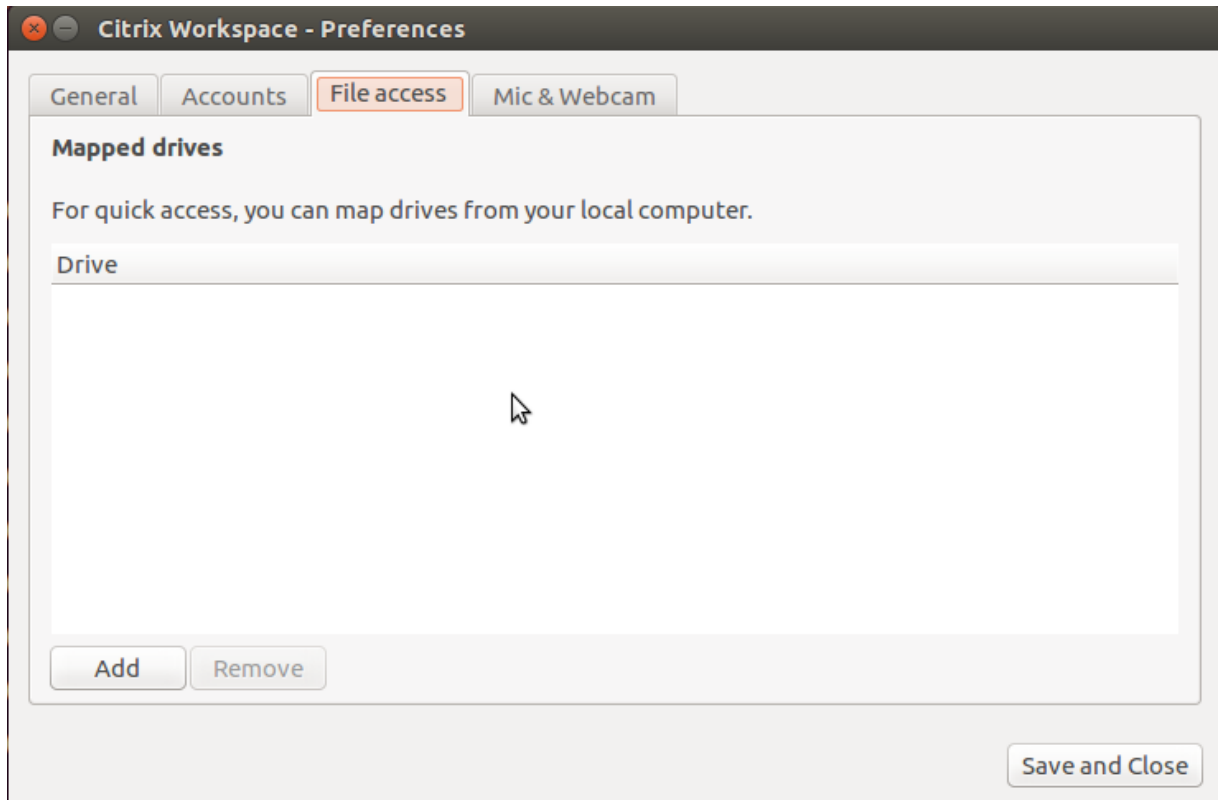 Citrix Workspace - Preferences
General Accounts File access Mic & Webcam
Mapped drives
For quick access, you can map drives from your local computer.
Drive
Add Remove
Save and Close